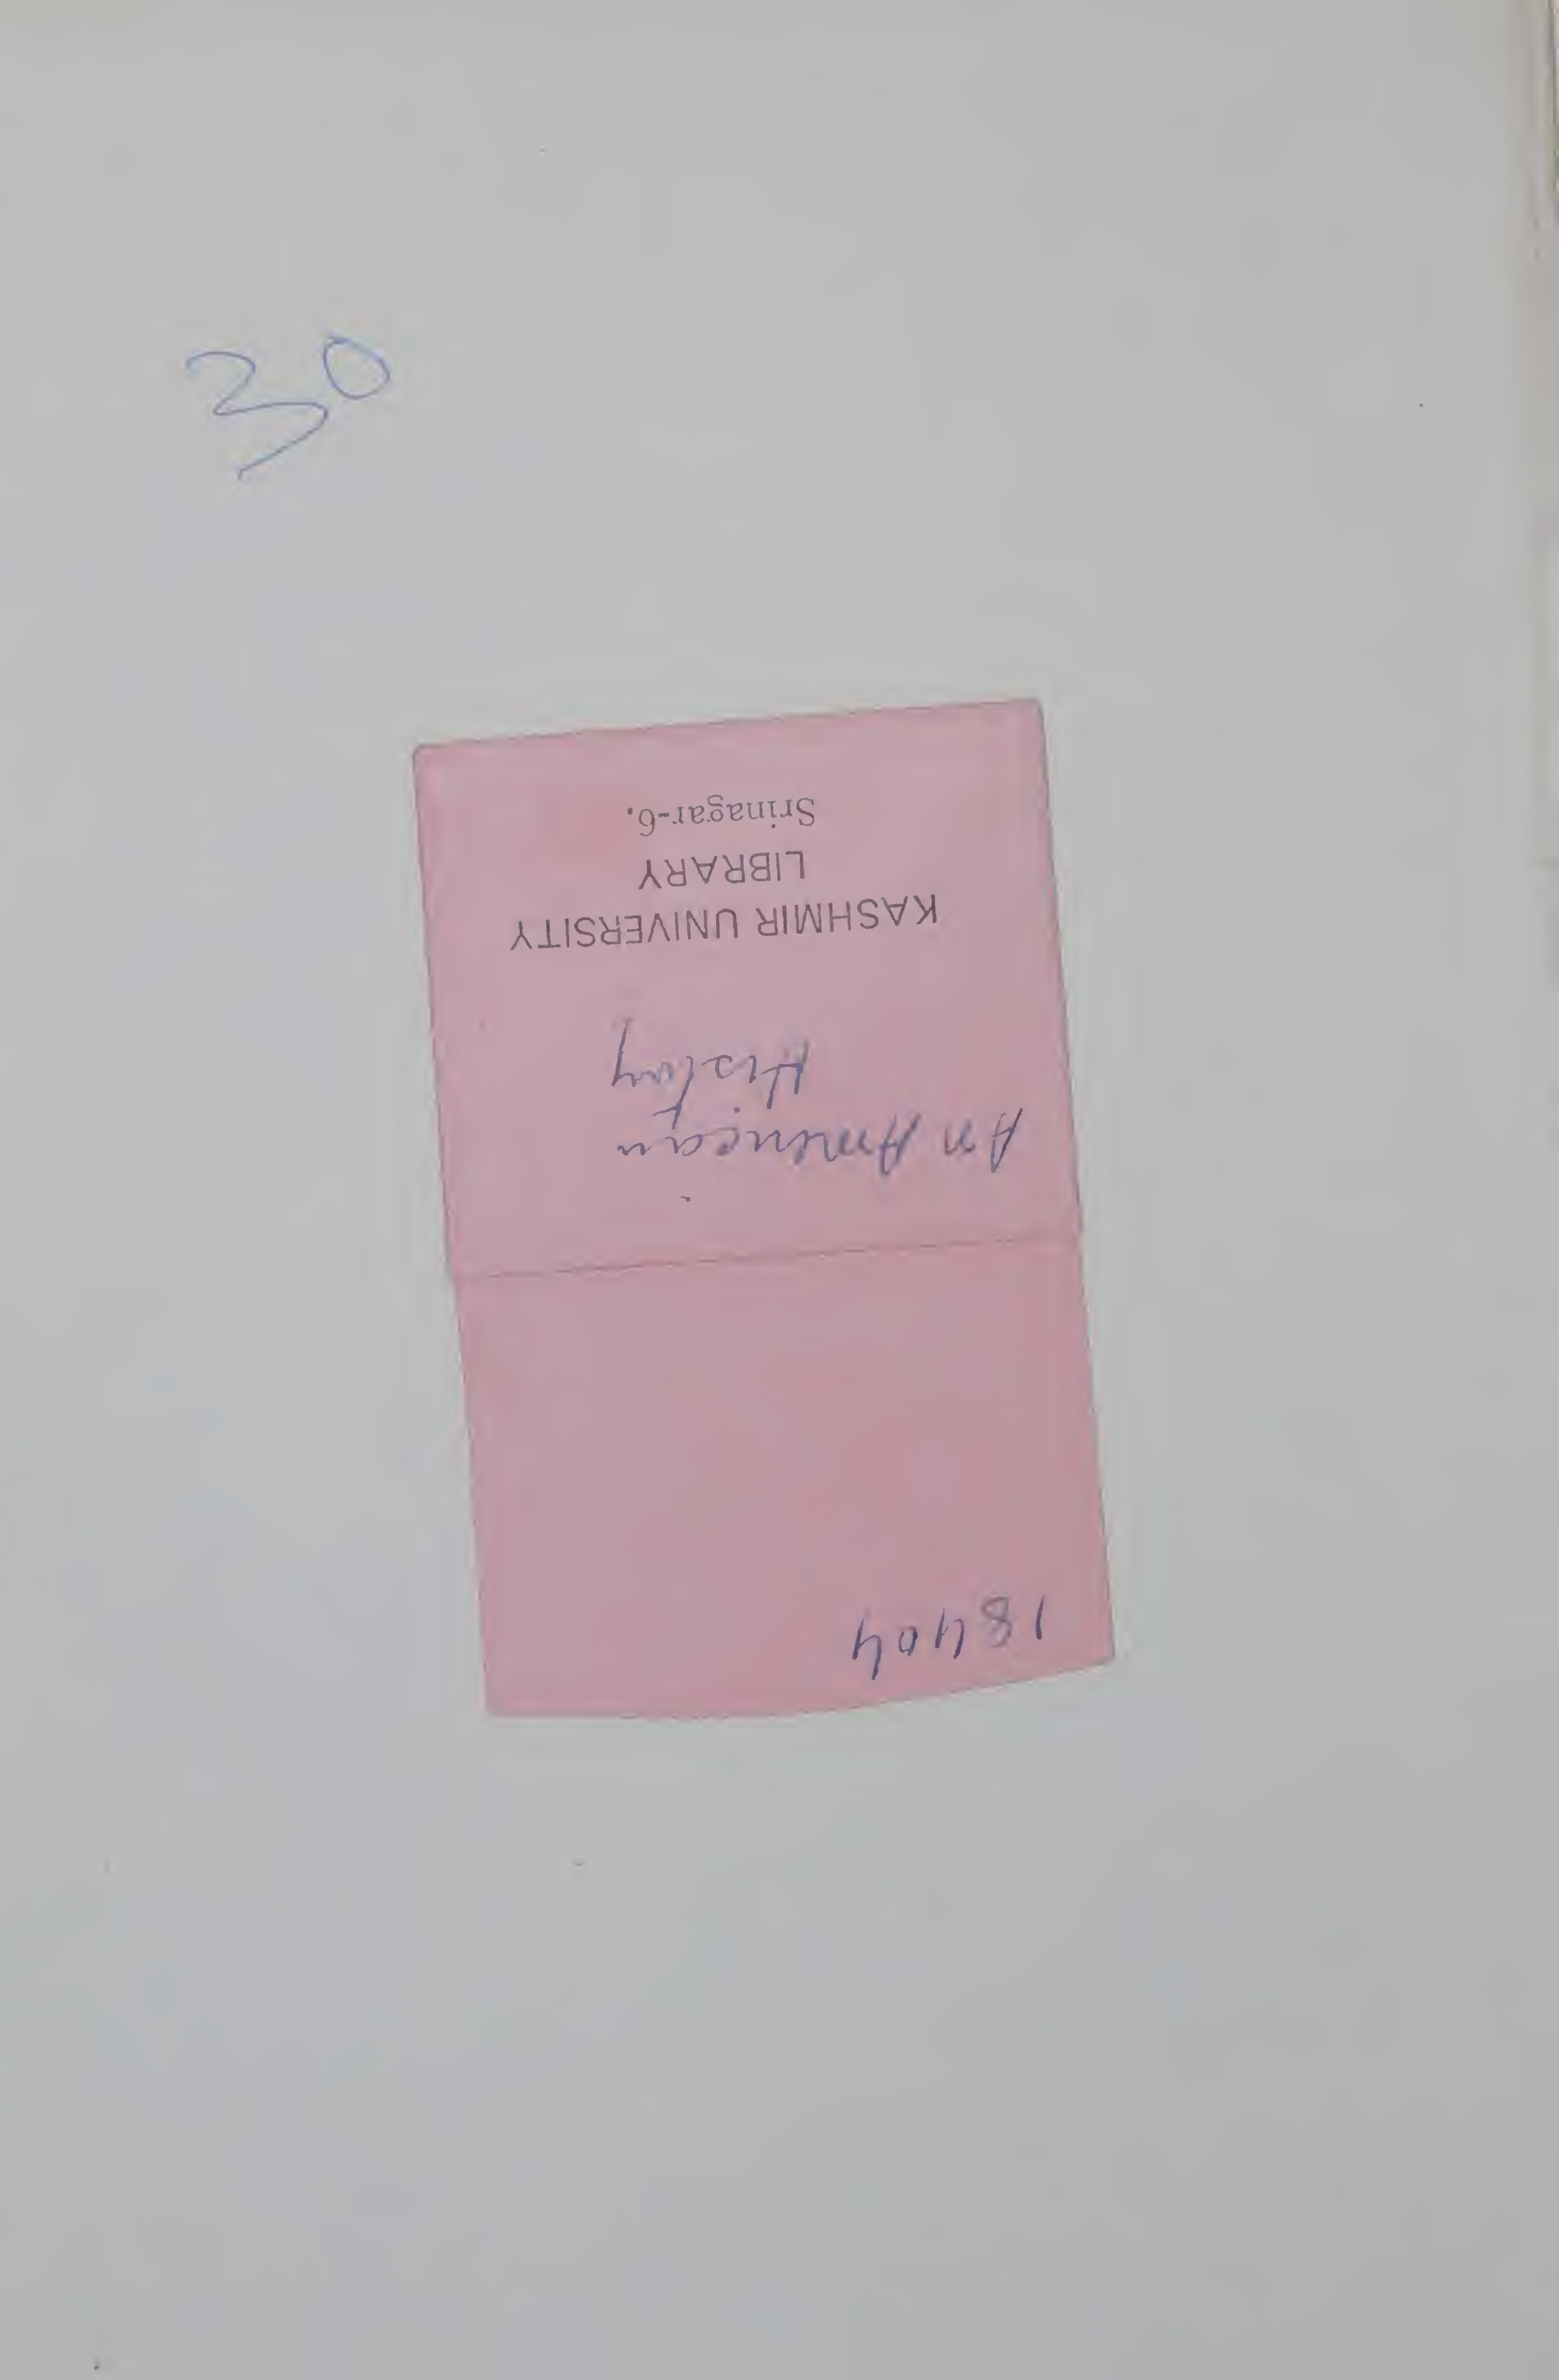 30
18404
An American
History
KASHMIR UNIVERSITY
LIBRARY
Srinagar-6.